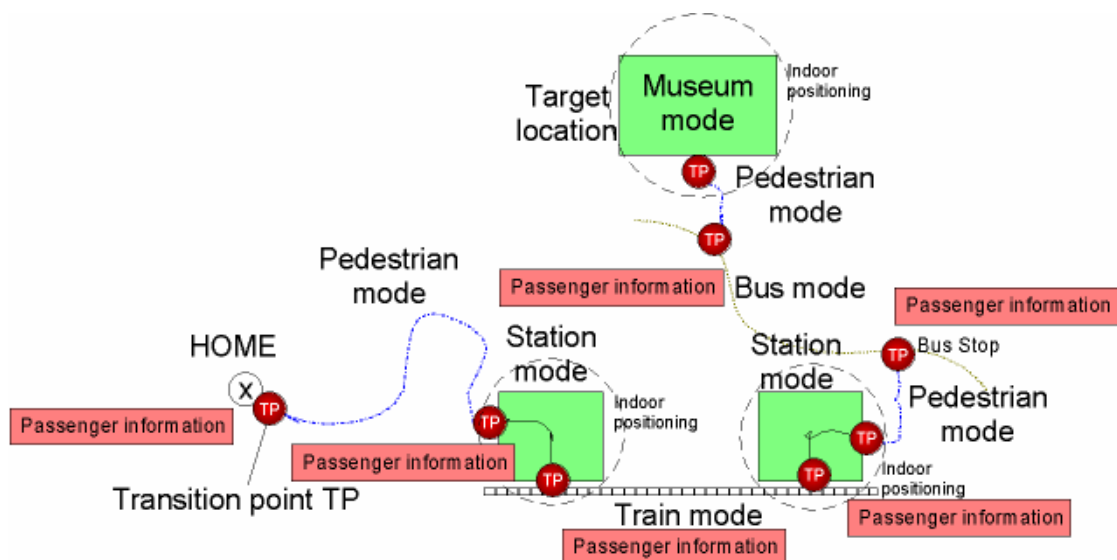 Museum
mode
Indoor
positioning
Target
location
TP
Pedestrian
mode
TP
Pedestrian
mode
Passenger information
Bus mode
Passenger information
HOME
X
TP
Station
mode
Station
mode
TP
Bus Stop
Pedestrian
mode
Passenger information
TP
Indoor
positioning
TP
Passenger information
TP
TP
Indoor
positioning
Transition point TP
Train mode
Passenger information
Passenger information